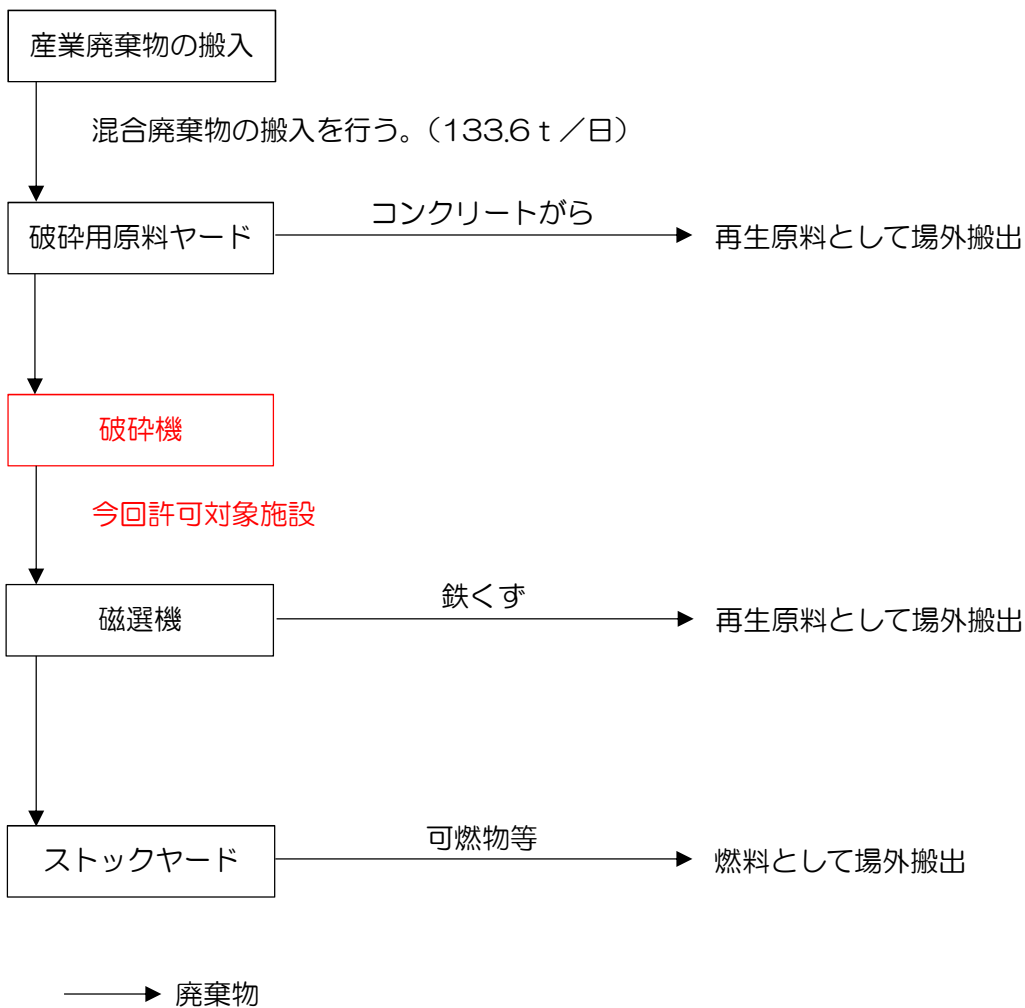 産業廃棄物の搬入
混合廃棄物の搬入を行う。（133.6ｔ／日）
破砕用原料ヤード
コンクリートがら
再生原料として場外搬出
破砕機
今回許可対象施設
磁選機
鉄くず
再生原料として場外搬出
ストックヤード
可燃物等
燃料として場外搬出
廃棄物